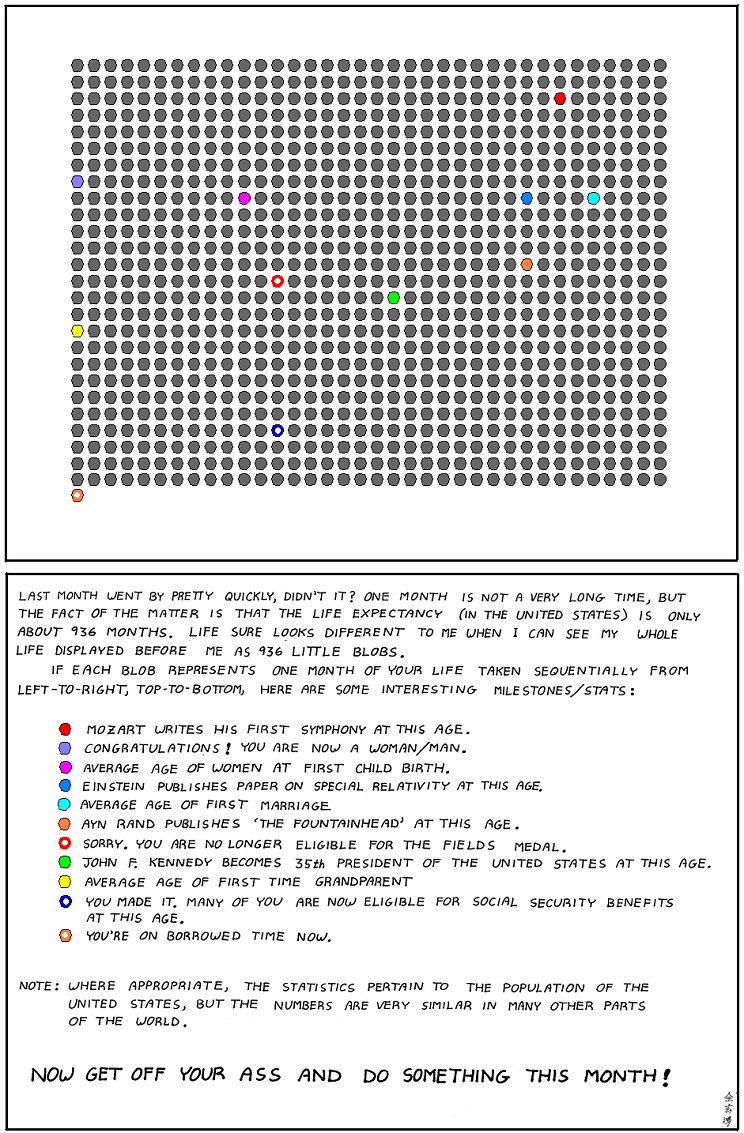 LAST MONTH WENT BY PRETTY QUICKLY, DIDN'T IT? ONE MONTH IS NOT A VERY LONG TIME, BUT
THE FACT OF THE MATTER IS THAT THE LIFE EXPECTANCY (IN THE UNITED STATES) IS ONLY
ABOUT 936 MONTHS. LIFE SURE LOOKS DIFFERENT TO ME WHEN I CAN SEE MY WHOLE
LIFE DISPLAYED BEFORE ME AS 936 LITTLE BLOBS.
IF EACH BLOB REPRESENTS ONE MONTH OF YOUR LIFE TAKEN SEQUENTIALLY FROM
LEFT-TO-RIGHT, TOP-TO-BOTTOM, HERE ARE SOME INTERESTING MILESTONES/STATS:
MOZART WRITES HIS FIRST SYMPHONY AT THIS AGE.
CONGRATULATIONS! YOU ARE NOW A WOMAN/MAN.
AVERAGE AGE OF WOMEN AT FIRST CHILD BIRTH.
EINSTEIN PUBLISHES PAPER ON SPECIAL RELATIVITY AT THIS AGE.
AVERAGE AGE OF FIRST MARRIAGE
AYN RAND PUBLISHES 'THE FOUNTAINHEAD' AT THIS AGE.
SORRY. YOU ARE NO LONGER ELIGIBLE FOR THE FIELDS MEDAL.
JOHN F. KENNEDY BECOMES 35th PRESIDENT OF THE UNITED STATES AT THIS AGE.
AVERAGE AGE OF FIRST TIME GRANDPARENT
YOU MADE IT. MANY OF YOU ARE NOW ELIGIBLE FOR SOCIAL SECURITY BENEFITS
AT THIS AGE.
YOU'RE ON BORROWED TIME NOW.
NOTE: WHERE APPROPRIATE, THE STATISTICS PERTAIN TO THE POPULATION OF THE
UNITED STATES, BUT THE NUMBERS ARE VERY SIMILAR IN MANY OTHER PARTS
OF THE WORLD.
NOW GET OFF YOUR ASS AND DO SOMETHING THIS MONTH!